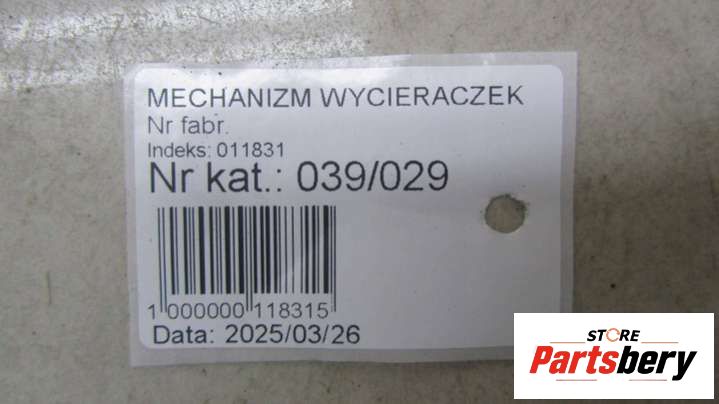 MECHANIZM WYCIERACZEK
Nr fabr.
Indeks: 011831
Nr kat.: 039/029
1 000000 118315
Data: 2025/03/26
STORE
Partsbery